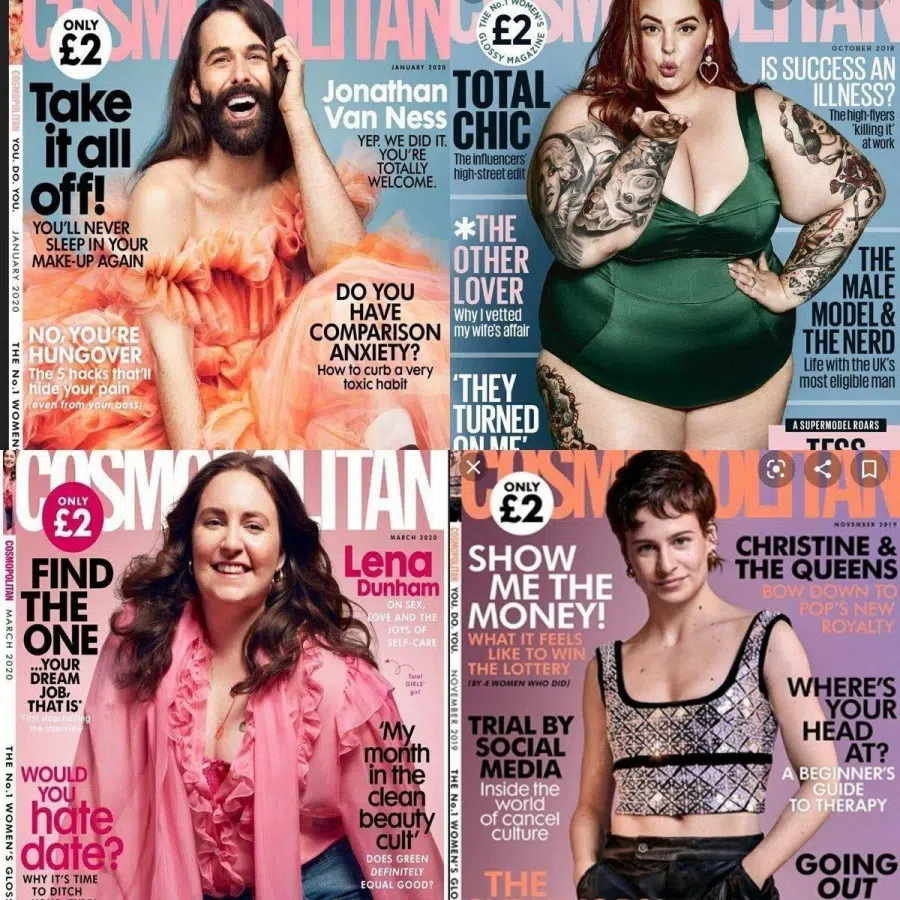 COSMOPOLITAN
ONLY
£2
JANUARY 2020
Take
it all
off!
YOU'LL NEVER
SLEEP IN YOUR
MAKE-UP AGAIN
Jonathan
Van Ness
YEP. WE DID IT.
YOU'RE
TOTALLY
WELCOME.
NO, YOU'RE
HUNGOVER
The 5 hacks that'll
hide your pain
(even from your boss)
DO YOU
HAVE
COMPARISON
ANXIETY?
How to curb a very
toxic habit
COSMOPOLITAN YOU. DO. YOU. JANUARY 2020 THE No.1 WOMEN
COSMOPOLITAN
THE No.1 WOMEN'S
£2
GLOSSY MAGAZINE
OCTOBER 2018
TOTAL
CHIC
The influencers'
high-street edit
*THE
OTHER
LOVER
Why I vetted
my wife's affair
'THEY
TURNED
ON ME'
IS SUCCESS AN
ILLNESS?
The high-flyers
'killing it'
at work
THE
MALE
MODEL &
THE NERD
Life with the UK's
most eligible man
A SUPERMODEL ROARS
TESS
COSMOPOLITAN
ONLY
£2
MARCH 2020
FIND
THE
ONE
...YOUR
DREAM
JOB,
THAT IS*
*First stop: nailing
the interview
WOULD
YOU
hate
date?
WHY IT'S TIME
TO DITCH
Lena
Dunham
ON SEX,
LOVE AND THE
JOYS OF
SELF-CARE
Total
GIRLS'
girl
'My
month
in the
clean
beauty
cult'
DOES GREEN
DEFINITELY
EQUAL GOOD?
COSMOPOLITAN MARCH 2020 THE No.1 WOMEN'S GLOSS
COSMOPOLITAN
ONLY
£2
NOVEMBER 2019
SHOW
ME THE
MONEY!
WHAT IT FEELS
LIKE TO WIN
THE LOTTERY
(BY 4 WOMEN WHO DID)
TRIAL BY
SOCIAL
MEDIA
Inside the
world
of cancel
culture
THE
CHRISTINE &
THE QUEENS
BOW DOWN TO
POP'S NEW
ROYALTY
WHERE'S
YOUR
HEAD
AT?
A BEGINNER'S
GUIDE
TO THERAPY
GOING
OUT
COSMOPOLITAN YOU. DO. YOU. NOVEMBER 2019 THE No.1 WOMEN'S GLO